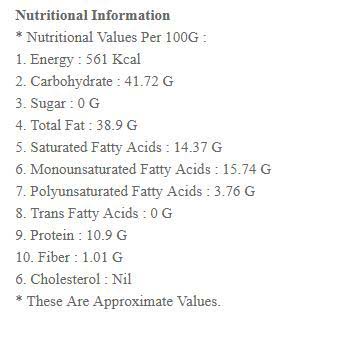 Nutritional Information
* Nutritional Values Per 100G :
1. Energy : 561 Kcal
2. Carbohydrate : 41.72 G
3. Sugar : 0 G
4. Total Fat : 38.9 G
5. Saturated Fatty Acids : 14.37 G
6. Monounsaturated Fatty Acids : 15.74 G
7. Polyunsaturated Fatty Acids : 3.76 G
8. Trans Fatty Acids : 0 G
9. Protein : 10.9 G
10. Fiber : 1.01 G
6. Cholesterol : Nil
* These Are Approximate Values.